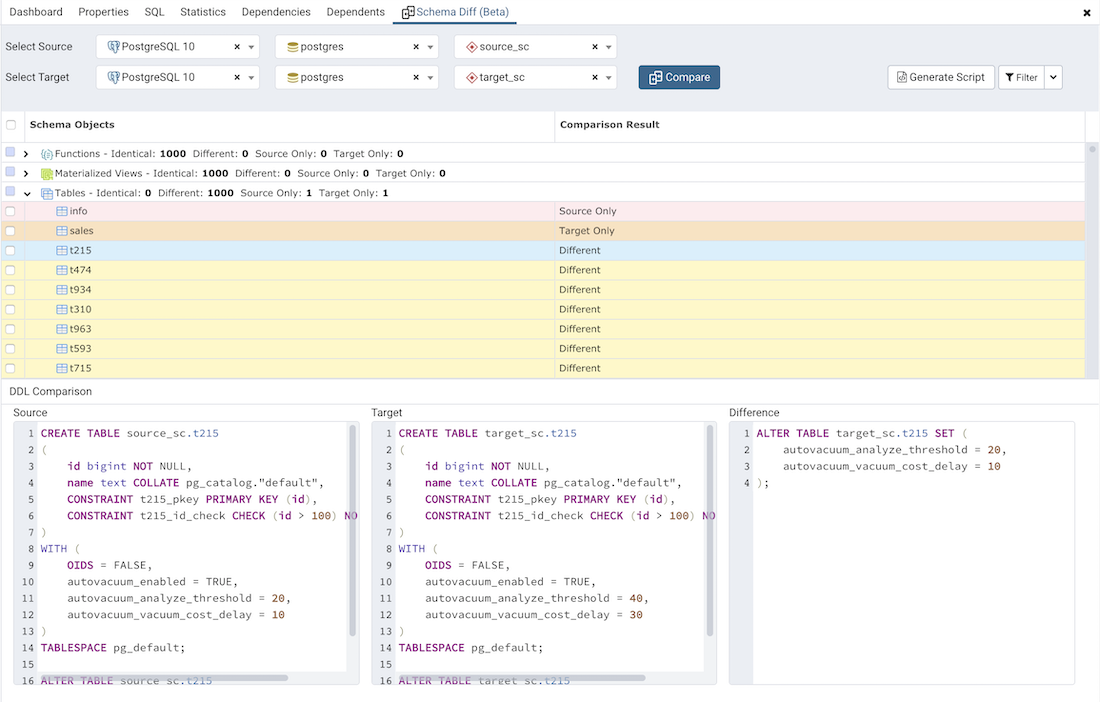 Dashboard Properties SQL Statistics Dependencies Dependents Schema Diff (Beta)
Select Source PostgreSQL 10 postgres source_sc
Select Target PostgreSQL 10 postgres target_sc Compare Generate Script Filter
Schema Objects Comparison Result
Functions - Identical: 1000 Different: 0 Source Only: 0 Target Only: 0
Materialized Views - Identical: 1000 Different: 0 Source Only: 0 Target Only: 0
Tables - Identical: 0 Different: 1000 Source Only: 1 Target Only: 1
info Source Only
sales Target Only
t215 Different
t474 Different
t934 Different
t310 Different
t963 Different
t593 Different
t715 Different
DDL Comparison
Source
1 CREATE TABLE source_sc.t215
2 (
3 id bigint NOT NULL,
4 name text COLLATE pg_catalog."default",
5 CONSTRAINT t215_pkey PRIMARY KEY (id),
6 CONSTRAINT t215_id_check CHECK (id > 100) NO
7 )
8 WITH (
9 OIDS = FALSE,
10 autovacuum_enabled = TRUE,
11 autovacuum_analyze_threshold = 20,
12 autovacuum_vacuum_cost_delay = 10
13 )
14 TABLESPACE pg_default;
15
16 ALTER TABLE source_sc.t215
Target
1 CREATE TABLE target_sc.t215
2 (
3 id bigint NOT NULL,
4 name text COLLATE pg_catalog."default",
5 CONSTRAINT t215_pkey PRIMARY KEY (id),
6 CONSTRAINT t215_id_check CHECK (id > 100) NO
7 )
8 WITH (
9 OIDS = FALSE,
10 autovacuum_enabled = TRUE,
11 autovacuum_analyze_threshold = 40,
12 autovacuum_vacuum_cost_delay = 30
13 )
14 TABLESPACE pg_default;
15
16 ALTER TABLE target_sc.t215
Difference
1 ALTER TABLE target_sc.t215 SET (
2 autovacuum_analyze_threshold = 20,
3 autovacuum_vacuum_cost_delay = 10
4 );